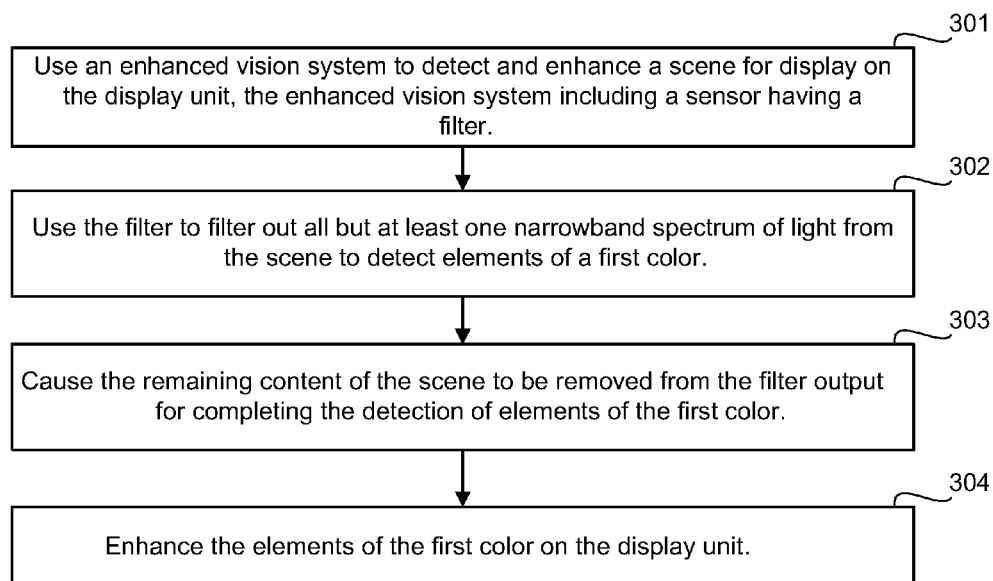 301
Use an enhanced vision system to detect and enhance a scene for display on
the display unit, the enhanced vision system including a sensor having a
filter.
302
Use the filter to filter out all but at least one narrowband spectrum of light from
the scene to detect elements of a first color.
303
Cause the remaining content of the scene to be removed from the filter output
for completing the detection of elements of the first color.
304
Enhance the elements of the first color on the display unit.